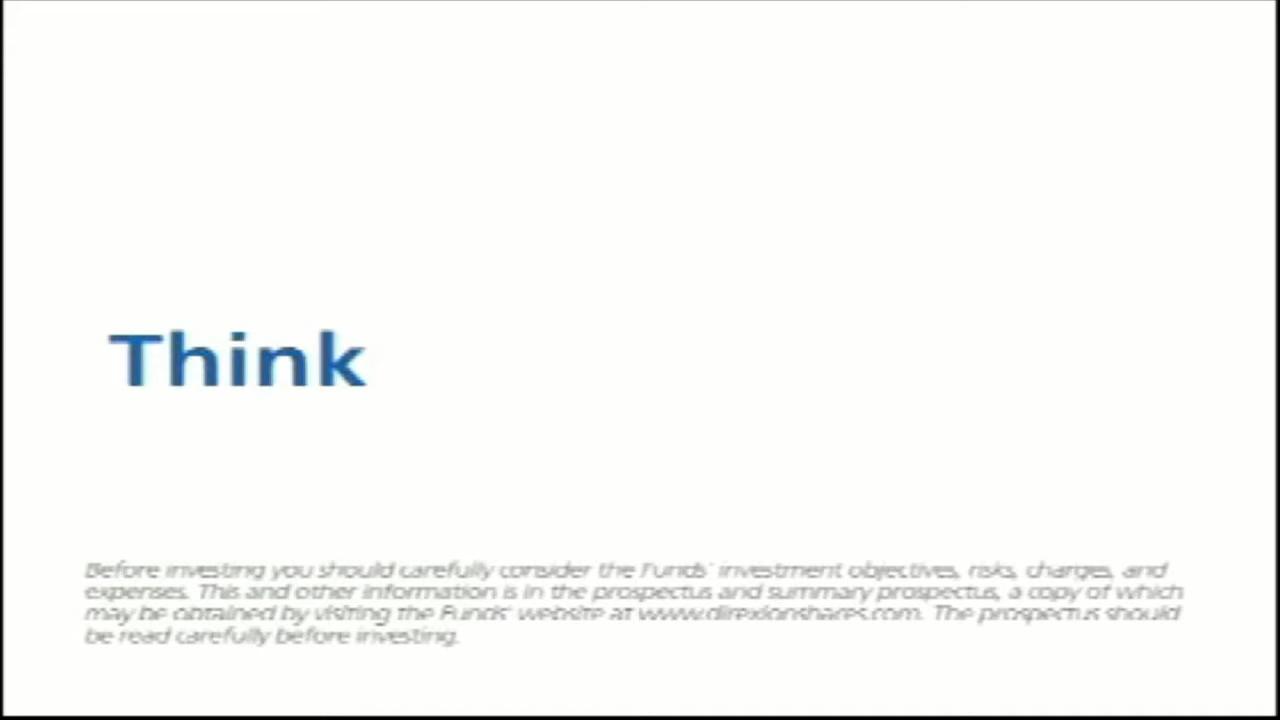 Think
Before investing you should carefully consider the Funds' investment objectives, risks, charges, and
expenses. This and other information is in the prospectus and summary prospectus, a copy of which
may be obtained by visiting the Funds' website at www.direxionshares.com. The prospectus should
be read carefully before investing.